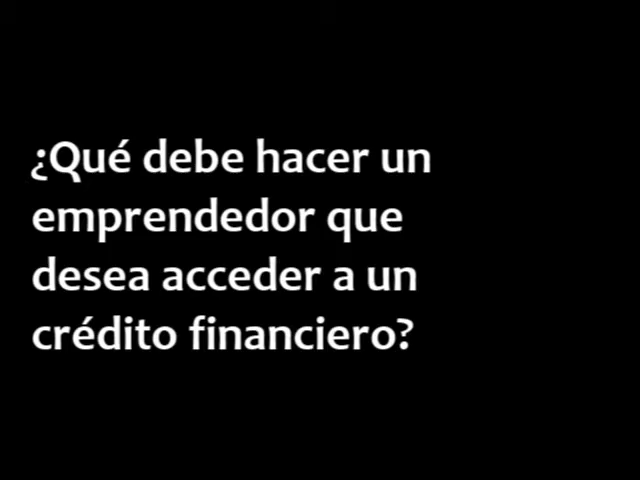 ¿Qué debe hacer un
emprendedor que
desea acceder a un
crédito financiero?